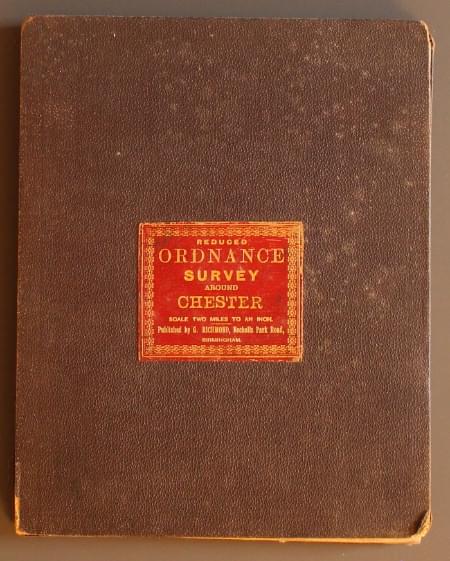 REDUCED
ORDNANCE
SURVEY
AROUND
CHESTER
SCALE TWO MILES TO AN INCH.
Published by G. RICHMOND, Nechells Park Road,
BIRMINGHAM.